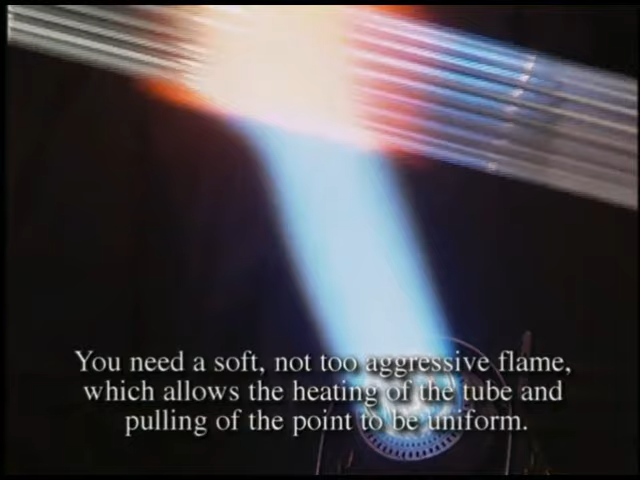 You need a soft, not too aggressive flame,
which allows the heating of the tube and
pulling of the point to be uniform.